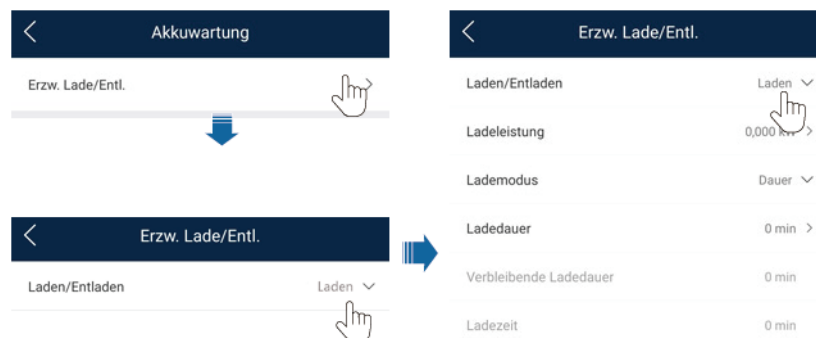 Akkuwartung
Erzw. Lade/Entl.
Erzw. Lade/Entl.
Laden/Entladen Laden
Erzw. Lade/Entl.
Laden/Entladen Laden
Ladeleistung 0,000
Lademodus Dauer
Ladedauer 0 min
Verbleibende Ladedauer 0 min
Ladezeit 0 min